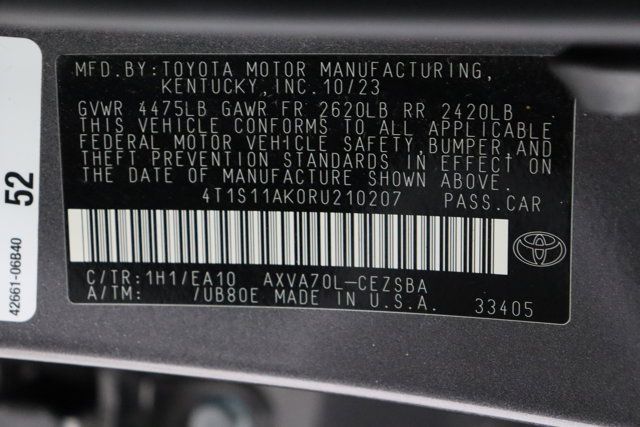 MFD.BY:TOYOTA MOTOR MANUFACTURING,
KENTUCKY, INC. 10/23
GVWR 4475LB GAWR FR 2620LB RR 2420LB
THIS VEHICLE CONFORMS TO ALL APPLICABLE
FEDERAL MOTOR VEHICLE SAFETY, BUMPER, AND
THEFT PREVENTION STANDARDS IN EFFECT ON
THE DATE OF MANUFACTURE SHOWN ABOVE.
4T1S11AK0RU210207 PASS.CAR
C/TR:1H1/EA10 AXVA70L-CEZSBA
A/TM: /UB80E MADE IN U.S.A. 33405
52
42661-06B40